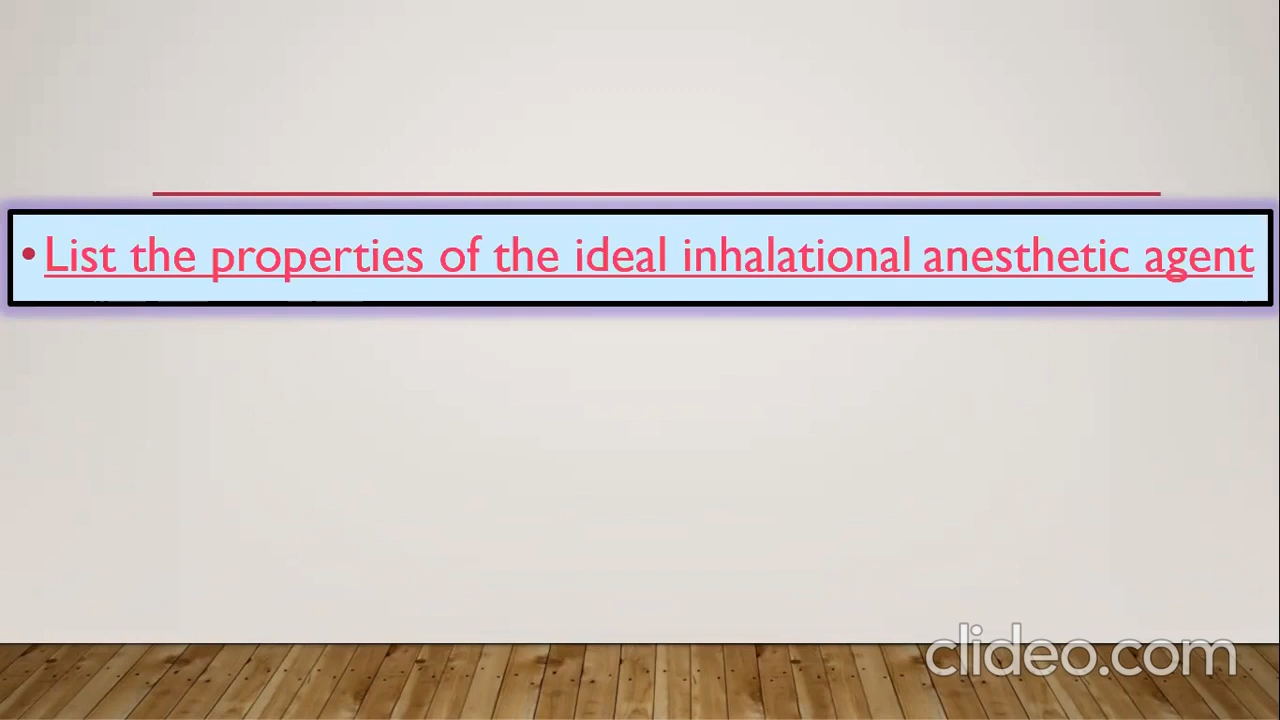 • List the properties of the ideal inhalational anesthetic agent
clideo.com